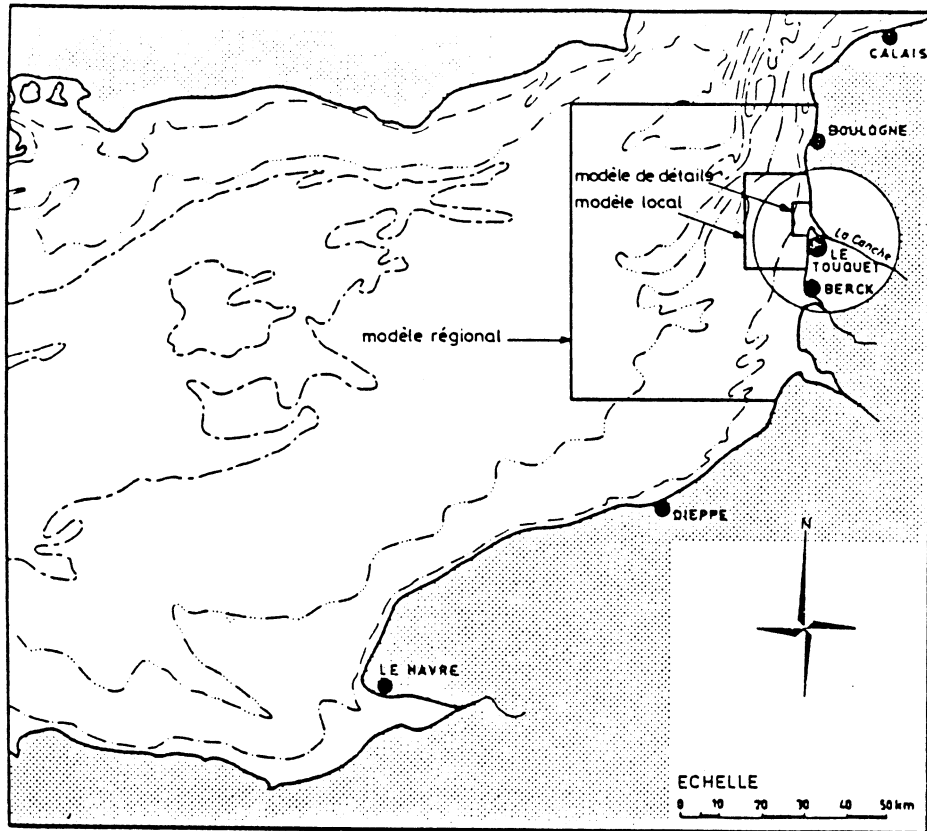 CALAIS
BOULOGNE
modèle de détails
modèle local
La Canche
LE
TOUQUET
BERCK
modèle régional
DIEPPE
N
LE HAVRE
ECHELLE
0 10 20 30 40 50 km